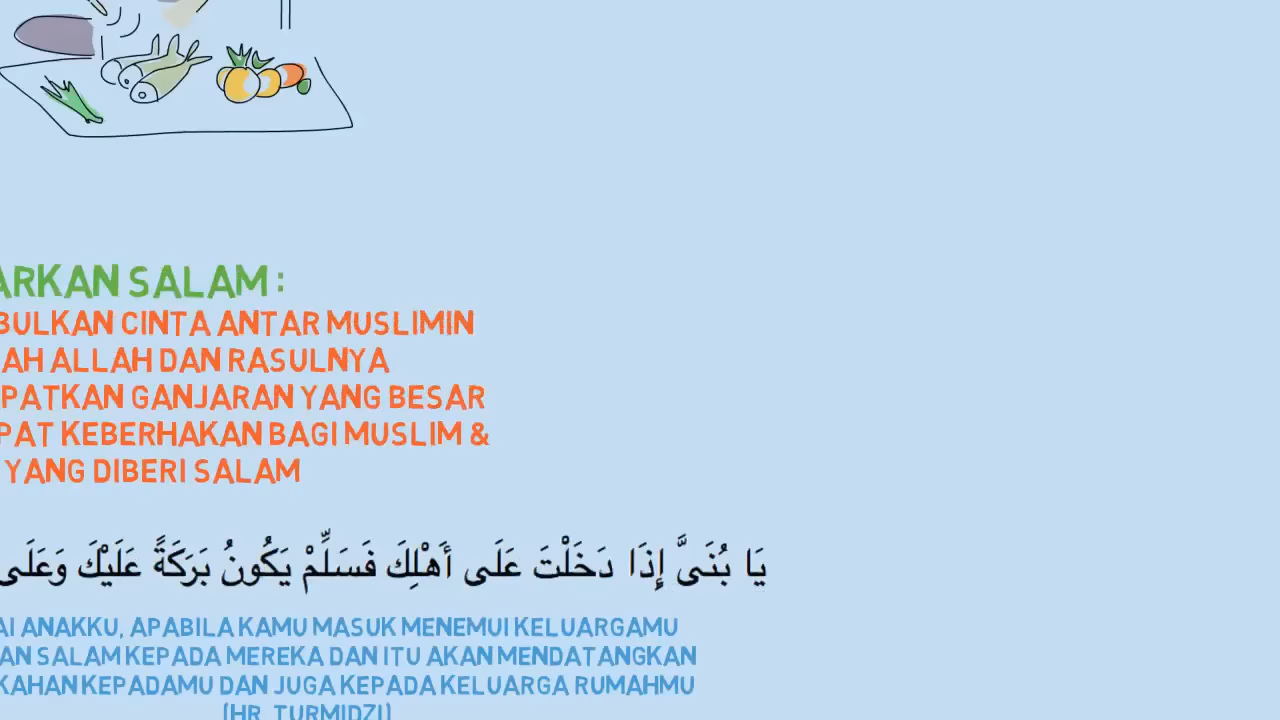 ARKAN SALAM :
BULKAN CINTA ANTAR MUSLIMIN
AH ALLAH DAN RASULNYA
PATKAN GANJARAN YANG BESAR
PAT KEBERHAKAN BAGI MUSLIM &
YANG DIBERI SALAM
يَا بُنَىَّ إِذَا دَخَلْتَ عَلَى أَهْلِكَ فَسَلِّمْ يَكُونُ بَرَكَةً عَلَيْكَ وَعَلَى
AI ANAKKU, APABILA KAMU MASUK MENEMUI KELUARGAMU
AN SALAM KEPADA MEREKA DAN ITU AKAN MENDATANGKAN
KAHAN KEPADAMU DAN JUGA KEPADA KELUARGA RUMAHMU
(HR. TURMIDZI)